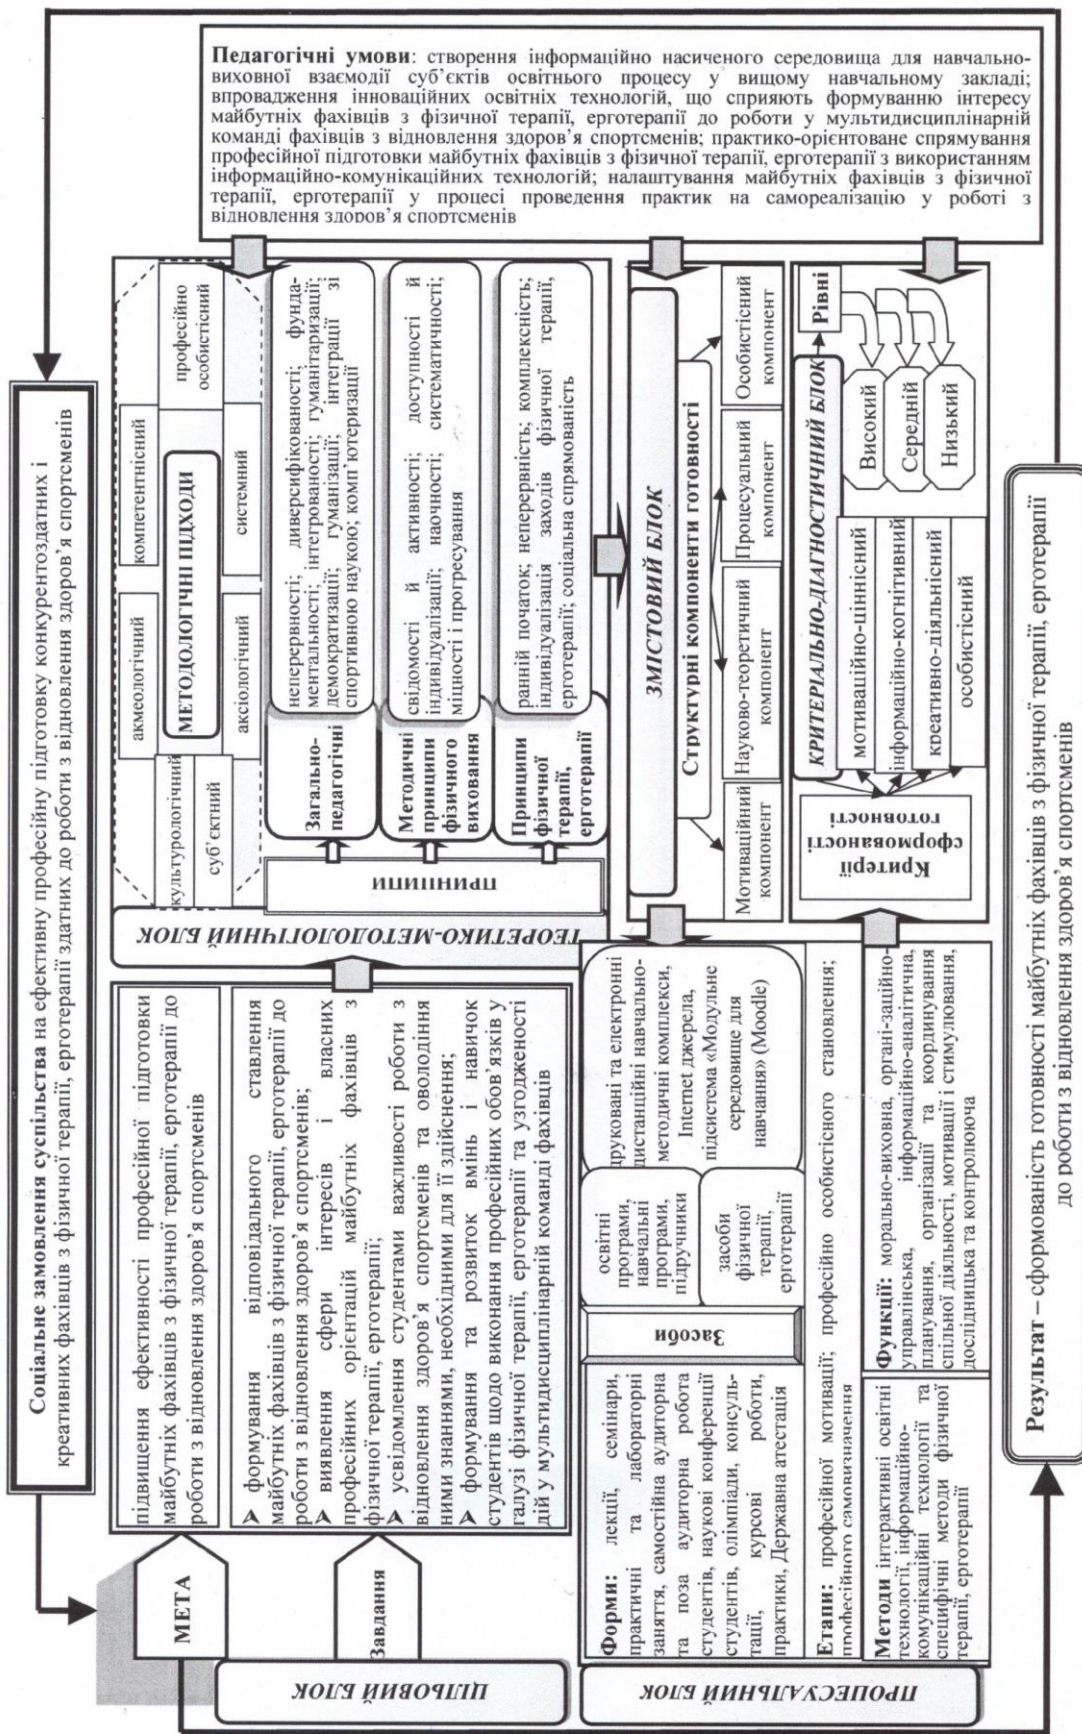 Соціальне замовлення суспільства на ефективну професійну підготовку конкурентоздатних і
креативних фахівців з фізичної терапії, ерготерапії здатних до роботи з відновлення здоров'я спортсменів
ЦІЛЬОВИЙ БЛОК
МЕТА
підвищення ефективності професійної підготовки
майбутніх фахівців з фізичної терапії, ерготерапії до
роботи з відновлення здоров'я спортсменів
Завдання
➤ формування відповідального ставлення
майбутніх фахівців з фізичної терапії, ерготерапії до
роботи з відновлення здоров'я спортсменів;
➤ виявлення сфери інтересів і власних
професійних орієнтацій майбутніх фахівців з
фізичної терапії, ерготерапії;
➤ усвідомлення студентами важливості роботи з
відновлення здоров'я спортсменів та оволодіння
ними знаннями, необхідними для її здійснення;
➤ формування та розвиток вмінь і навичок
студентів щодо виконання професійних обов'язків у
галузі фізичної терапії, ерготерапії та узгодженості
дій у мультидисциплінарній команді фахівців
ТЕОРЕТИКО-МЕТОДОЛОГІЧНИЙ БЛОК
акмеологічний
компетентнісний
культурологічний
МЕТОДОЛОГІЧНІ ПІДХОДИ
професійно
особистісний
суб'єктний
аксіологічний
системний
ПРИНЦИПИ
Загально-
педагогічні
неперервності; диверсифікованості; фунда-
ментальності; інтегрованості; гуманітаризації;
демократизації; гуманізації; інтеграції зі
спортивною наукою; комп'ютеризації
Методичні
принципи
фізичного
виховання
свідомості й активності; доступності й
індивідуалізації; наочності; систематичності;
міцності і прогресування
Принципи
фізичної
терапії,
ерготерапії
ранній початок; неперервність; комплексність;
індивідуалізація заходів фізичної терапії,
ерготерапії; соціальна спрямованість
Педагогічні умови: створення інформаційно насиченого середовища для навчально-
виховної взаємодії суб'єктів освітнього процесу у вищому навчальному закладі;
впровадження інноваційних освітніх технологій, що сприяють формуванню інтересу
майбутніх фахівців з фізичної терапії, ерготерапії до роботи у мультидисциплінарній
команді фахівців з відновлення здоров'я спортсменів; практико-орієнтоване спрямування
професійної підготовки майбутніх фахівців з фізичної терапії, ерготерапії з використанням
інформаційно-комунікаційних технологій; налаштування майбутніх фахівців з фізичної
терапії, ерготерапії у процесі проведення практик на самореалізацію у роботі з
відновлення здоров'я спортсменів
ЗМІСТОВИЙ БЛОК
Структурні компоненти готовності
Мотиваційний
компонент
Науково-теоретичний
компонент
Процесуальний
компонент
Особистісний
компонент
ПРОЦЕСУАЛЬНИЙ БЛОК
Форми: лекції, семінари,
практичні та лабораторні
заняття, самостійна аудиторна
та поза аудиторна робота
студентів, наукові конференції
студентів, олімпіади, консуль-
тації, курсові роботи,
практики, Державна атестація
Засоби
освітні
програми,
навчальні
програми,
підручники
засоби
фізичної
терапії,
ерготерапії
друковані та електронні
дистанційні навчально-
методичні комплекси,
Internet джерела,
підсистема «Модульне
середовище для
навчання» (Moodle)
Етапи: професійної мотивації; професійно особистісного становлення;
професійного самовизначення
Методи інтерактивні освітні
технології, інформаційно-
комунікаційні технології та
специфічні методи фізичної
терапії, ерготерапії
Функції: морально-виховна, органі-заційно-
управлінська, інформаційно-аналітична,
планування, організації та координування
спільної діяльності, мотивації і стимулювання,
дослідницька та контролююча
КРИТЕРІАЛЬНО-ДІАГНОСТИЧНИЙ БЛОК
Критерії
сформованості
готовності
мотиваційно-ціннісний
інформаційно-когнітивний
креативно-діяльнісний
особистісний
Рівні
Високий
Середній
Низький
Результат – сформованість готовності майбутніх фахівців з фізичної терапії, ерготерапії
до роботи з відновлення здоров'я спортсменів